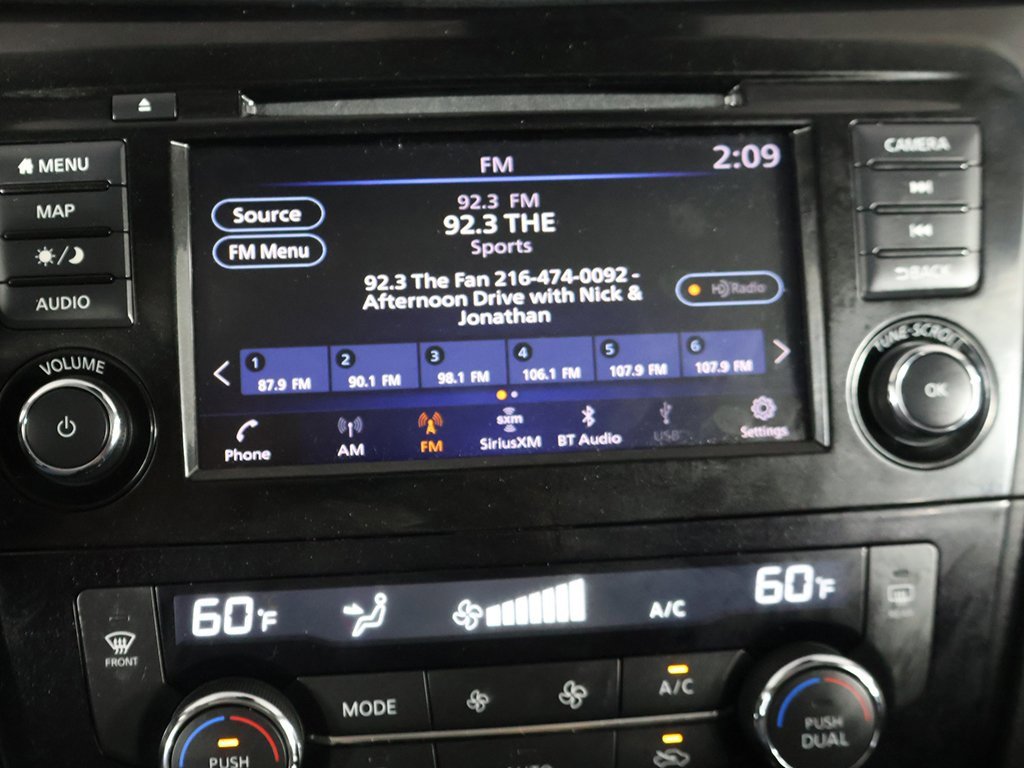 MENU
MAP
AUDIO
VOLUME
FM
2:09
Source
FM Menu
92.3 FM
92.3 THE
Sports
92.3 The Fan 216-474-0092 -
Afternoon Drive with Nick &
Jonathan
HD Radio
1
87.9 FM
2
90.1 FM
3
98.1 FM
4
106.1 FM
5
107.9 FM
6
107.9 FM
Phone
AM
FM
sxm
SiriusXM
BT Audio
USB
Settings
CAMERA
BACK
TUNE-SCROLL
OK
60°F
A/C
60°F
FRONT
MODE
A/C
PUSH
PUSH
DUAL